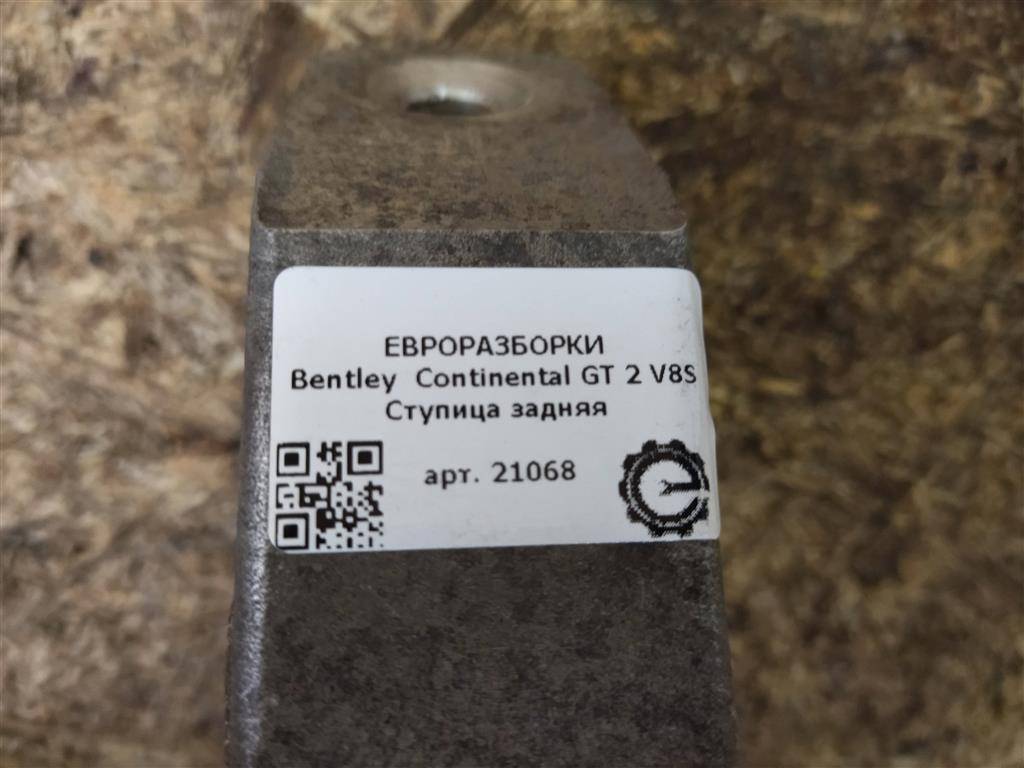 ЕВРОРАЗБОРКИ
Bentley Continental GT 2 V8S
Ступица задняя
арт. 21068